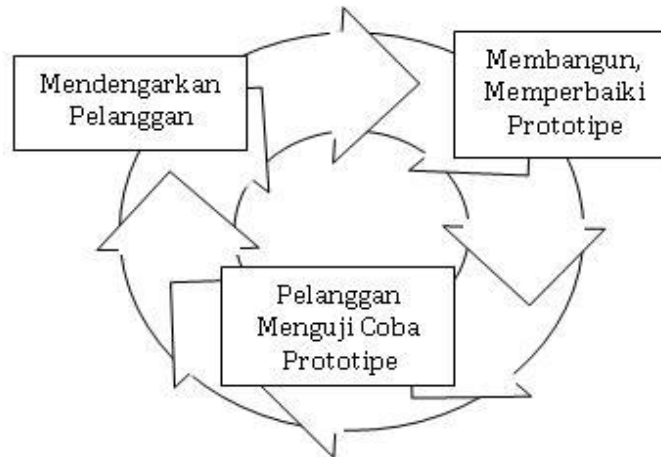 Mendengarkan
Pelanggan
Membangun,
Memperbaiki
Prototipe
Pelanggan
Menguji Coba
Prototipe